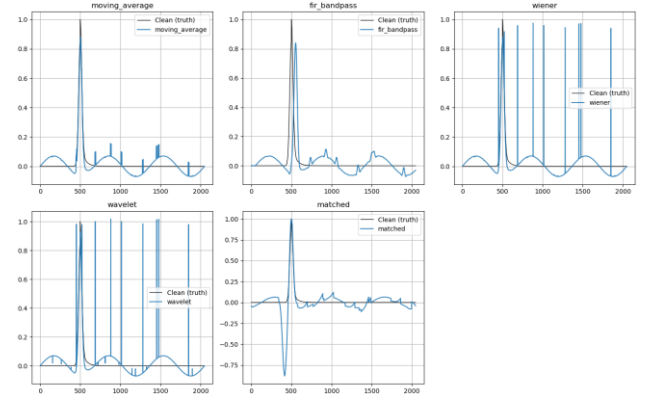 moving_average
Clean (truth)
moving_average
1.0
0.8
0.6
0.4
0.2
0.0
0 500 1000 1500 2000
fir_bandpass
Clean (truth)
fir_bandpass
1.0
0.8
0.6
0.4
0.2
0.0
0 500 1000 1500 2000
wiener
Clean (truth)
wiener
1.0
0.8
0.6
0.4
0.2
0.0
0 500 1000 1500 2000
wavelet
Clean (truth)
wavelet
1.0
0.8
0.6
0.4
0.2
0.0
0 500 1000 1500 2000
matched
Clean (truth)
matched
1.00
0.75
0.50
0.25
0.00
−0.25
−0.50
−0.75
0 500 1000 1500 2000